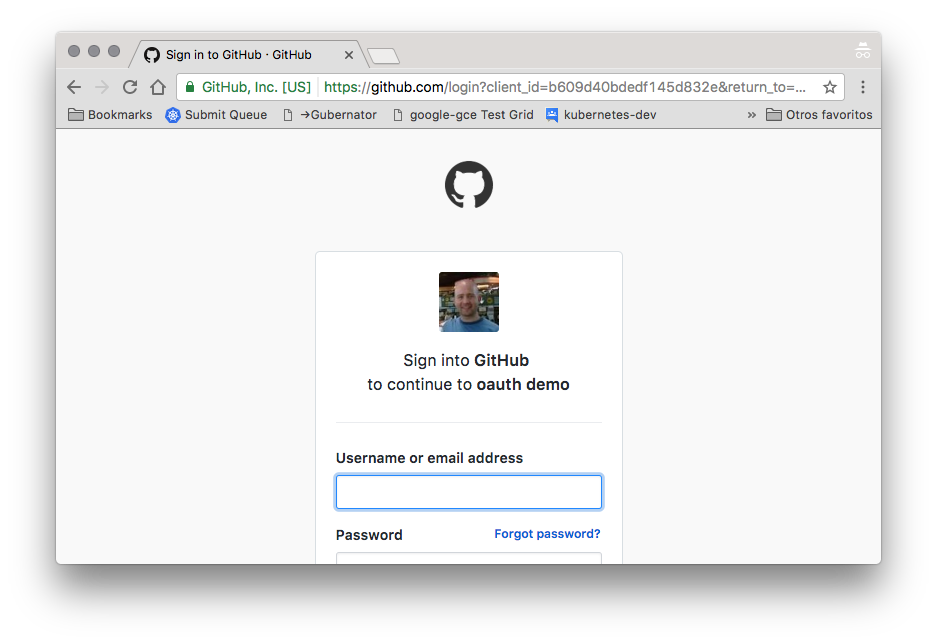 Sign in to GitHub · GitHub
GitHub, Inc. [US] https://github.com/login?client_id=b609d40bdedf145d832e&return_to=...
Bookmarks Submit Queue →Gubernator google-gce Test Grid kubernetes-dev » Otros favoritos
Sign into GitHub
to continue to oauth demo
Username or email address
Password Forgot password?